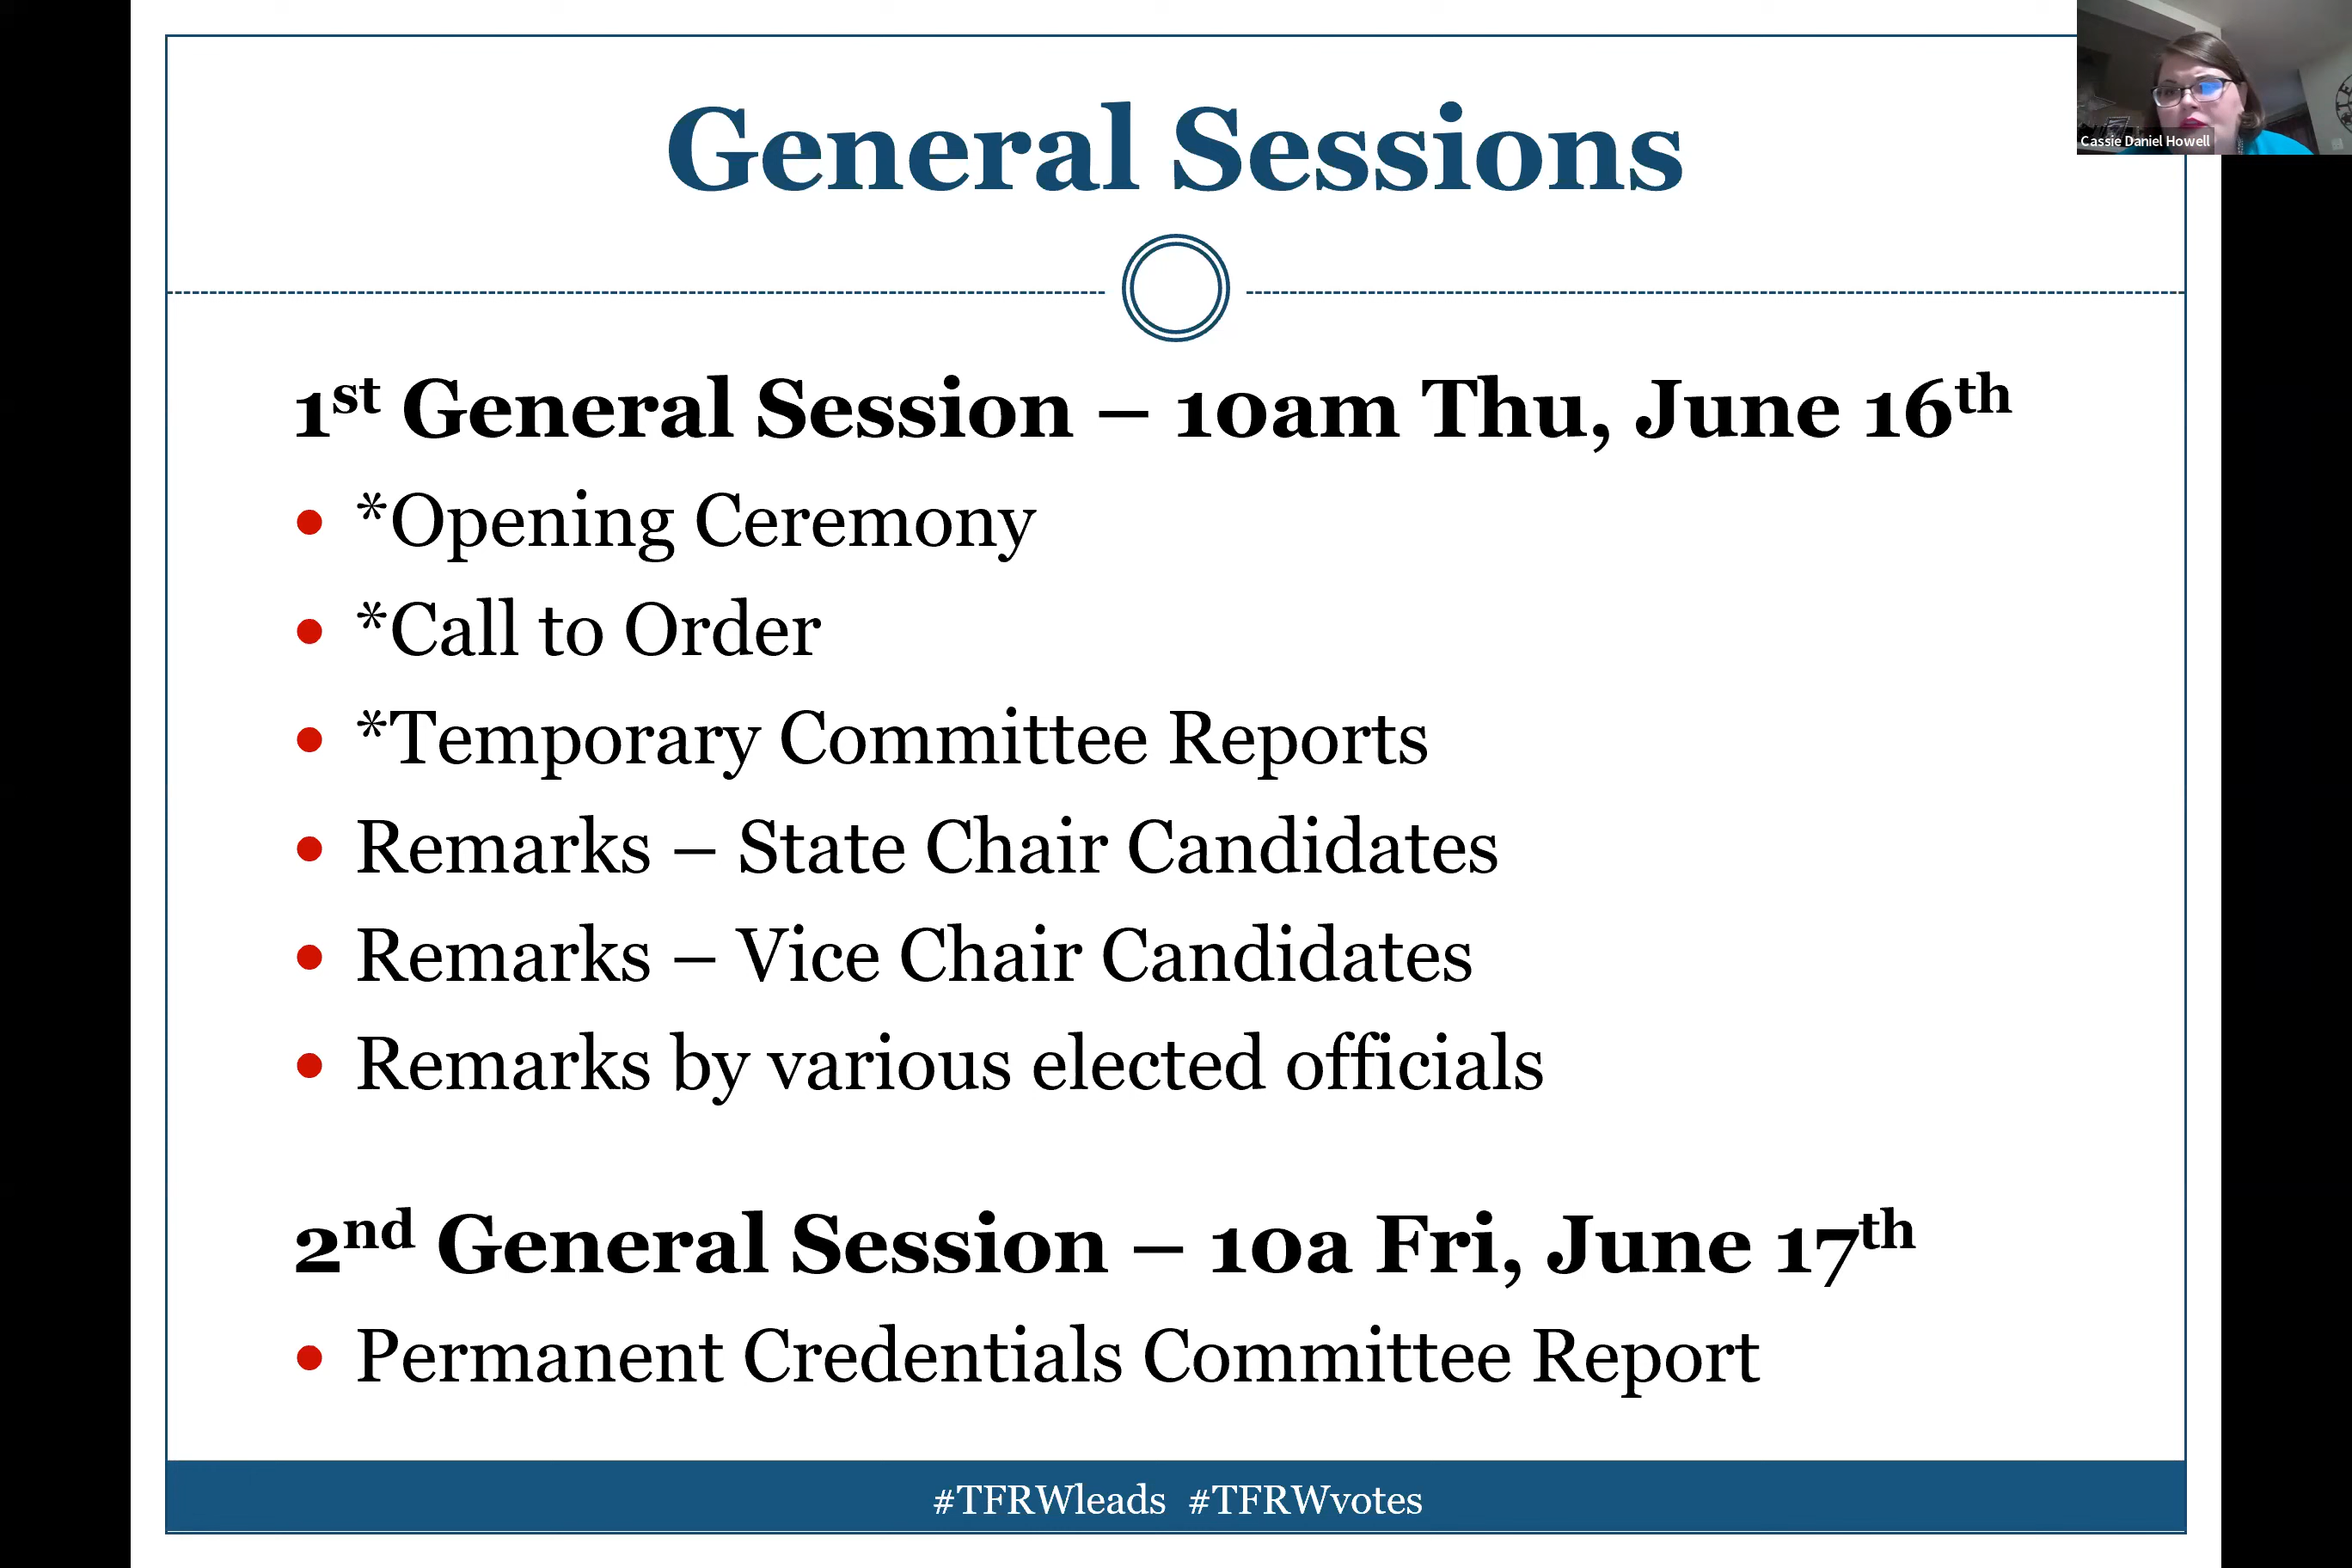 General Sessions
Cassie Daniel Howell
1st General Session – 10am Thu, June 16th
• *Opening Ceremony
• *Call to Order
• *Temporary Committee Reports
• Remarks – State Chair Candidates
• Remarks – Vice Chair Candidates
• Remarks by various elected officials
2nd General Session – 10a Fri, June 17th
• Permanent Credentials Committee Report
#TFRWleads #TFRWvotes